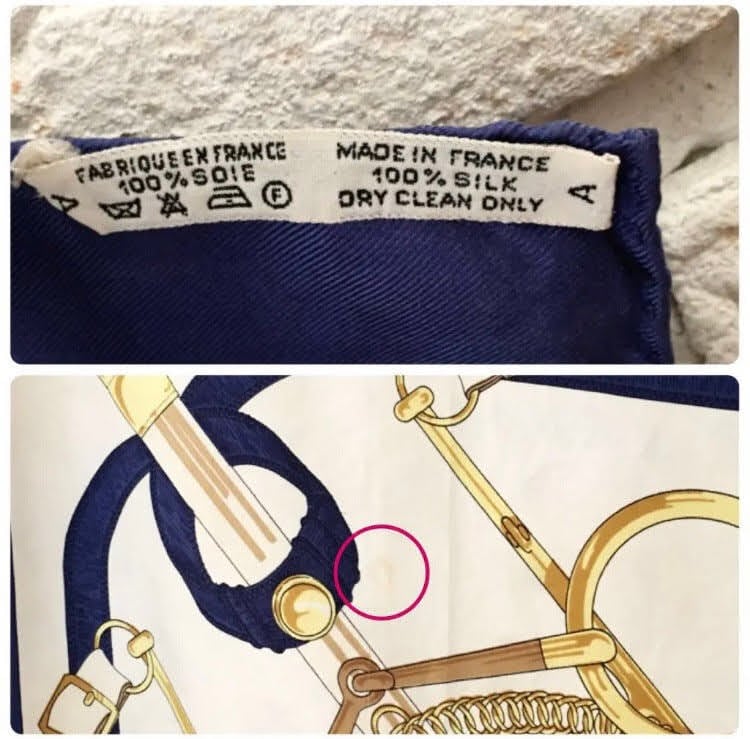 FABRIQUE EN FRANCE
100% SOIE
F
A
MADE IN FRANCE
100% SILK
DRY CLEAN ONLY
A